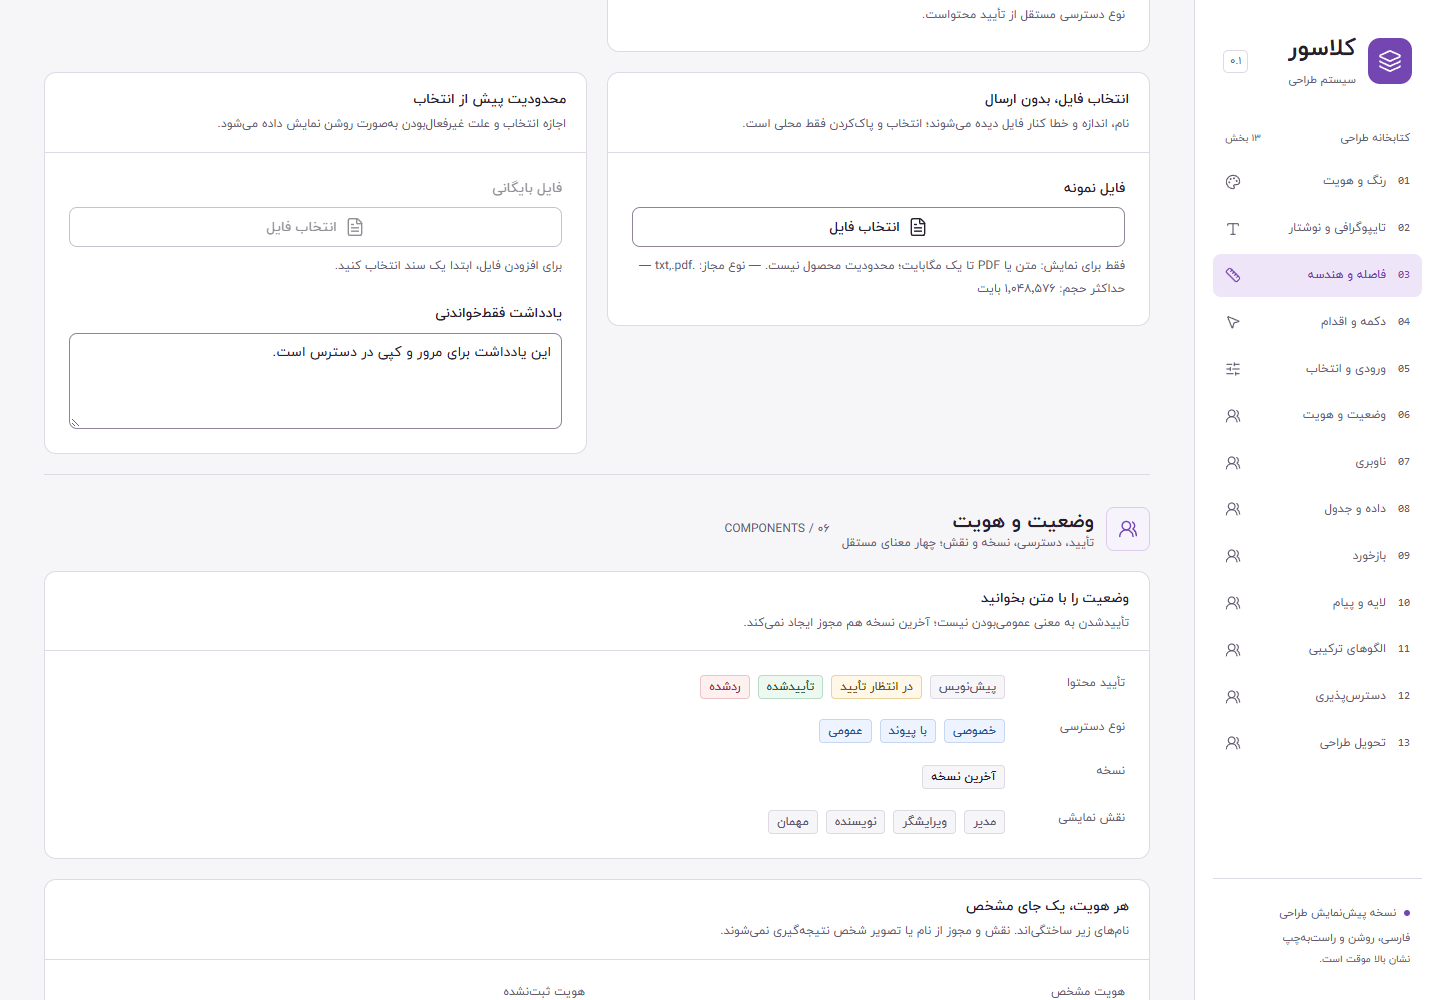 کلاسور
سیستم طراحی
۰.۱
کتابخانه طراحی
۱۳ بخش
01 رنگ و هویت
02 تایپوگرافی و نوشتار
03 فاصله و هندسه
04 دکمه و اقدام
05 ورودی و انتخاب
06 وضعیت و هویت
07 ناوبری
08 داده و جدول
09 بازخورد
10 لایه و پیام
11 الگوهای ترکیبی
12 دسترس‌پذیری
13 تحویل طراحی
نسخه پیش‌نمایش طراحی
فارسی، روشن و راست‌به‌چپ
نشان بالا موقت است.
نوع دسترسی مستقل از تأیید محتواست.
انتخاب فایل، بدون ارسال
نام، اندازه و خطا کنار فایل دیده می‌شوند؛ انتخاب و پاک‌کردن فقط محلی است.
فایل نمونه
انتخاب فایل
فقط برای نمایش: متن یا PDF تا یک مگابایت؛ محدودیت محصول نیست. — نوع مجاز: .txt,.pdf —
حداکثر حجم: ۱٬۰۴۸٬۵۷۶ بایت
محدودیت پیش از انتخاب
اجازه انتخاب و علت غیرفعال‌بودن به‌صورت روشن نمایش داده می‌شود.
فایل بایگانی
انتخاب فایل
برای افزودن فایل، ابتدا یک سند انتخاب کنید.
یادداشت فقط‌خواندنی
این یادداشت برای مرور و کپی در دسترس است.
وضعیت و هویت
تأیید، دسترسی، نسخه و نقش؛ چهار معنای مستقل
COMPONENTS / ۰۶
وضعیت را با متن بخوانید
تأییدشدن به معنی عمومی‌بودن نیست؛ آخرین نسخه هم مجوز ایجاد نمی‌کند.
تأیید محتوا
پیش‌نویس در انتظار تأیید تأییدشده ردشده
نوع دسترسی
خصوصی با پیوند عمومی
نسخه
آخرین نسخه
نقش نمایشی
مدیر ویرایشگر نویسنده مهمان
هر هویت، یک جای مشخص
نام‌های زیر ساختگی‌اند. نقش و مجوز از نام یا تصویر شخص نتیجه‌گیری نمی‌شوند.
هویت مشخص
هویت ثبت‌نشده